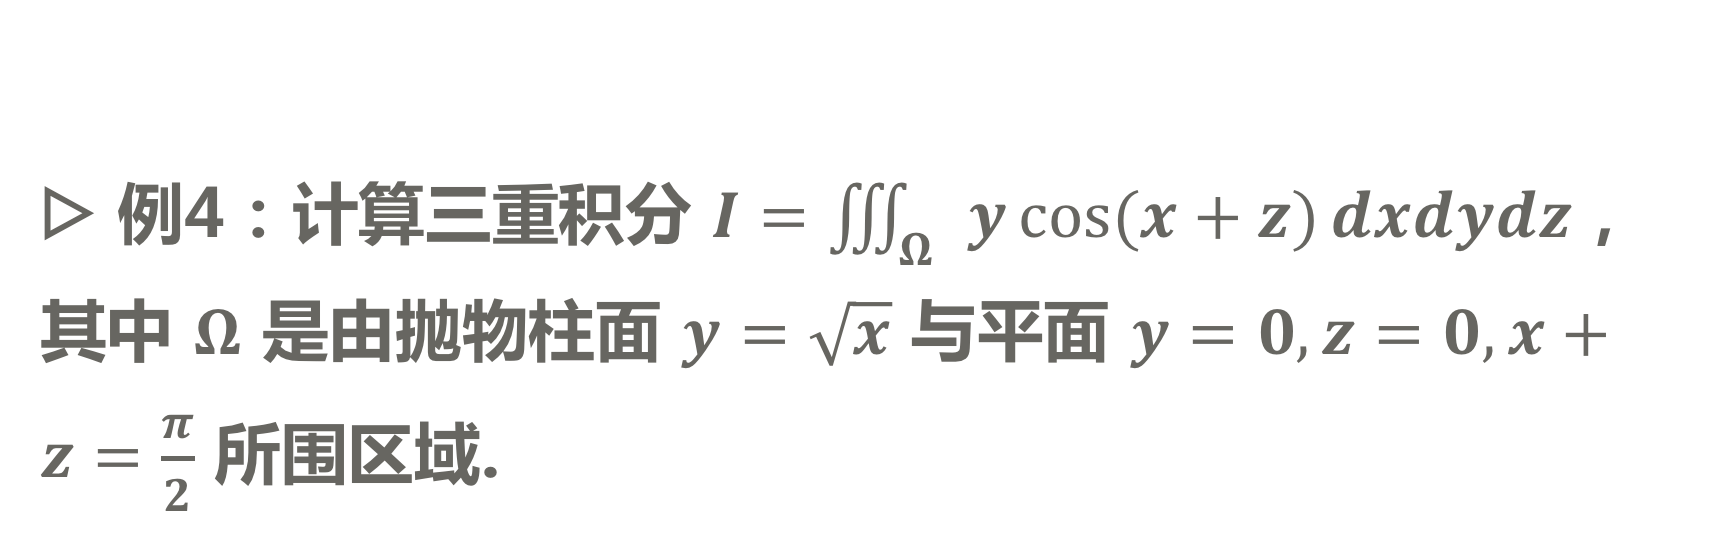 ▷ 例4：计算三重积分 I = ∭_Ω y cos(x + z) dxdydz，
其中 Ω 是由抛物柱面 y = √x 与平面 y = 0, z = 0, x +
z = π/2 所围区域.